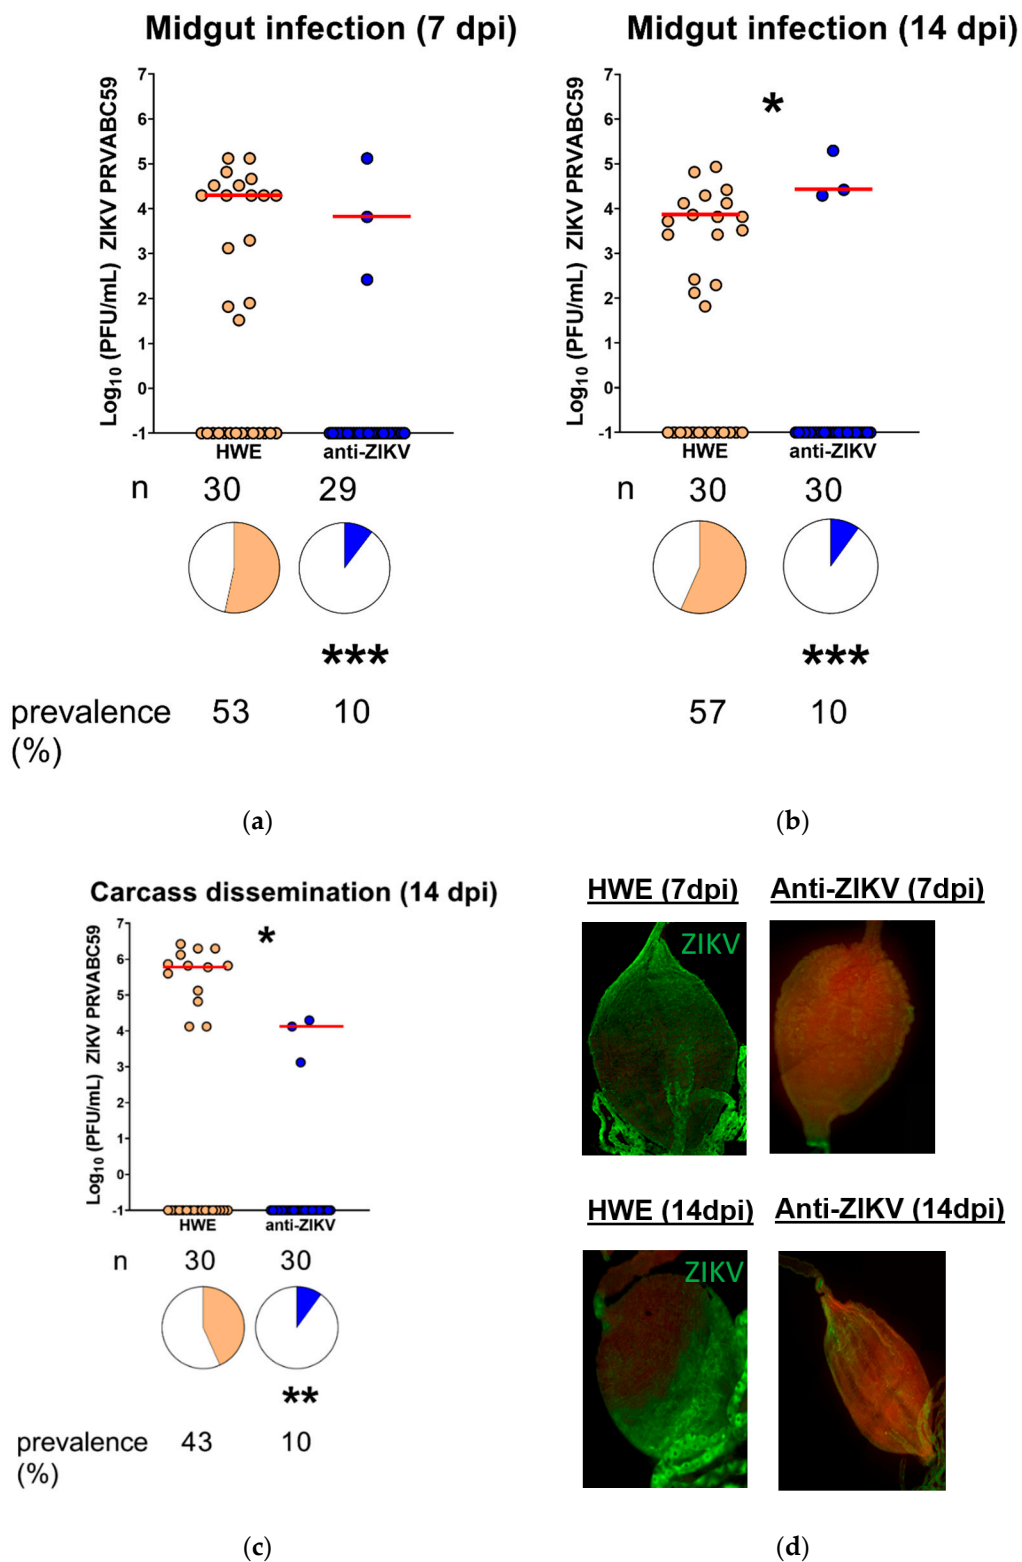 Midgut infection (7 dpi)
Log10 (PFU/mL) ZIKV PRVABC59
7
6
5
4
3
2
1
0
-1
HWE anti-ZIKV
n 30 29
***
prevalence 53 10
(%)
(a)
Midgut infection (14 dpi)
Log10 (PFU/mL) ZIKV PRVABC59
7
6
5
4
3
2
1
0
-1
*
HWE anti-ZIKV
n 30 30
***
57 10
(b)
Carcass dissemination (14 dpi)
Log10 (PFU/mL) ZIKV PRVABC59
7
6
5
4
3
2
1
0
-1
*
HWE anti-ZIKV
n 30 30
**
prevalence 43 10
(%)
(c)
HWE (7dpi) Anti-ZIKV (7dpi)
ZIKV
HWE (14dpi) Anti-ZIKV (14dpi)
ZIKV
(d)